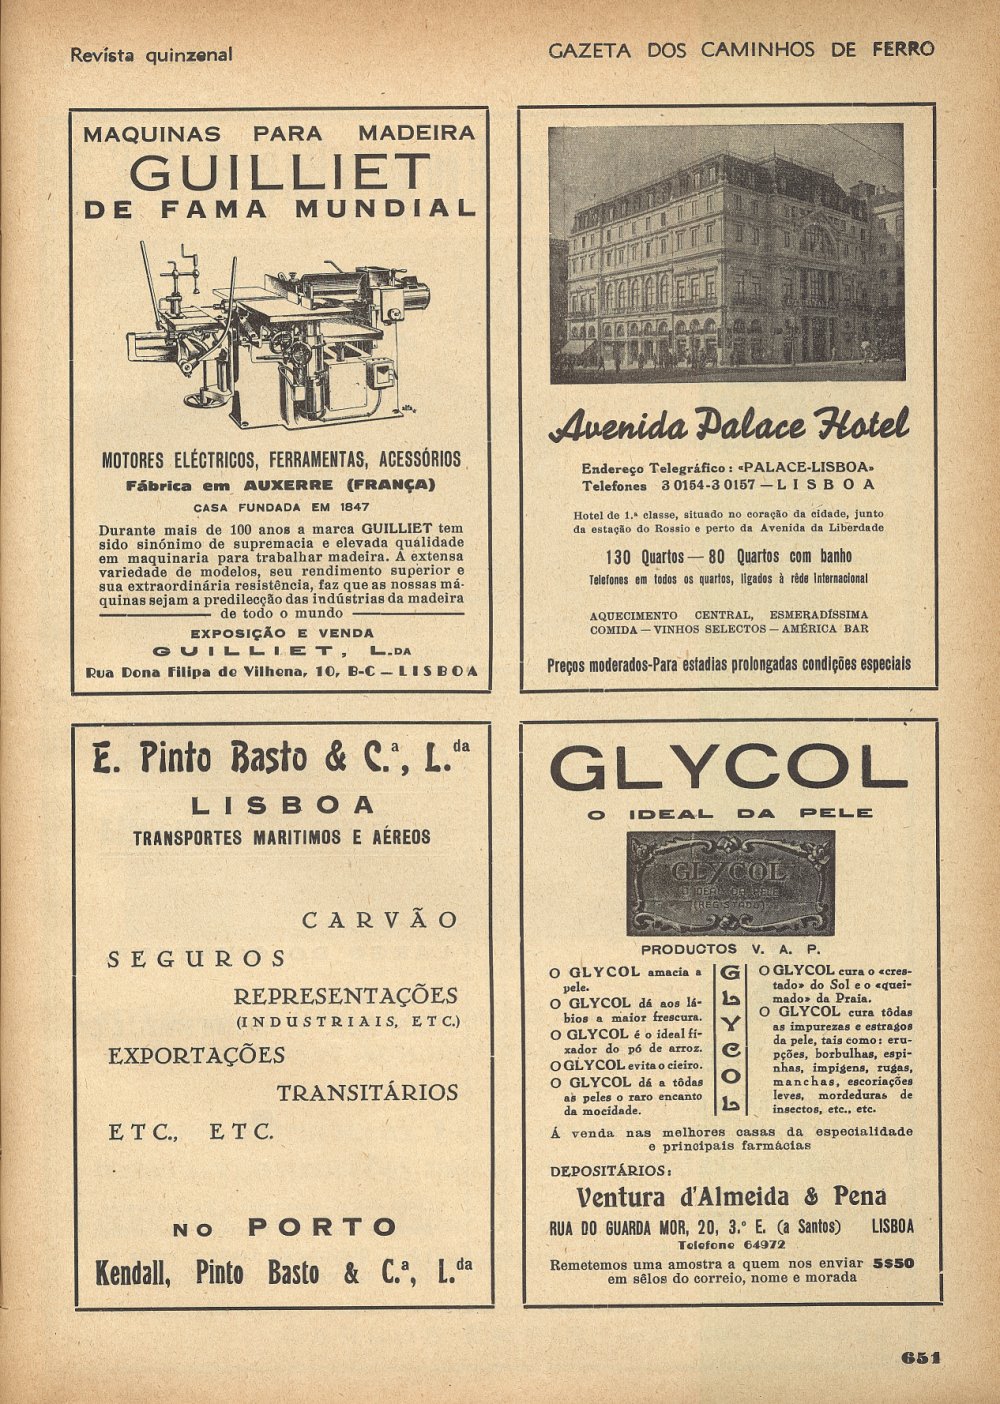 Revista quinzenal
GAZETA DOS CAMINHOS DE FERRO
MAQUINAS PARA MADEIRA
GUILLIET
DE FAMA MUNDIAL
MOTORES ELÉCTRICOS, FERRAMENTAS, ACESSÓRIOS
Fábrica em AUXERRE (FRANÇA)
CASA FUNDADA EM 1847
Durante mais de 100 anos a marca GUILLIET tem
sido sinónimo de supremacia e elevada qualidade
em maquinaria para trabalhar madeira. A extensa
variedade de modelos, seu rendimento superior e
sua extraordinária resistência, faz que as nossas má-
quinas sejam a predilecção das indústrias da madeira
de todo o mundo
EXPOSIÇÃO E VENDA
GUILLIET, L.DA
Rua Dona Filipa de Vilhena, 10, B-C — LISBOA
Avenida Palace Hotel
Endereço Telegráfico: «PALACE-LISBOA»
Telefones 3 0154-3 0157 — LISBOA
Hotel de 1.ª classe, situado no coração da cidade, junto
da estação do Rossio e perto da Avenida da Liberdade
130 Quartos — 80 Quartos com banho
Telefones em todos os quartos, ligados à rêde Internacional
AQUECIMENTO CENTRAL, ESMERADÍSSIMA
COMIDA — VINHOS SELECTOS — AMÉRICA BAR
Preços moderados-Para estadias prolongadas condições especiais
E. Pinto Basto & C.ª, L.da
LISBOA
TRANSPORTES MARITIMOS E AÉREOS
CARVÃO
SEGUROS
REPRESENTAÇÕES
(INDUSTRIAIS, ETC.)
EXPORTAÇÕES
TRANSITÁRIOS
ETC., ETC.
NO PORTO
Kendall, Pinto Basto & C.ª, L.da
GLYCOL
O IDEAL DA PELE
GLYCOL
O IDEAL DA PELE
(REGISTADO)
PRODUCTOS V. A. P.
O GLYCOL amacia a
pele.
O GLYCOL dá aos lá-
bios a maior frescura.
O GLYCOL é o ideal fi-
xador do pó de arroz.
O GLYCOL evita o cieiro.
O GLYCOL dá a tôdas
as peles o raro encanto
da mocidade.
GLYCOL
O GLYCOL cura o «cres-
tado» do Sol e o «quei-
mado» da Praia.
O GLYCOL cura tôdas
as impurezas e estragos
da pele, tais como: eru-
pções, borbulhas, espi-
nhas, impigens, rugas,
manchas, escoriações
leves, mordeduras de
insectos, etc., etc.
Á venda nas melhores casas da especialidade
e principais farmácias
DEPOSITÁRIOS:
Ventura d'Almeida & Pena
RUA DO GUARDA MOR, 20, 3.º E. (a Santos) LISBOA
Telefone 64972
Remetemos uma amostra a quem nos enviar 5$50
em sêlos do correio, nome e morada
651